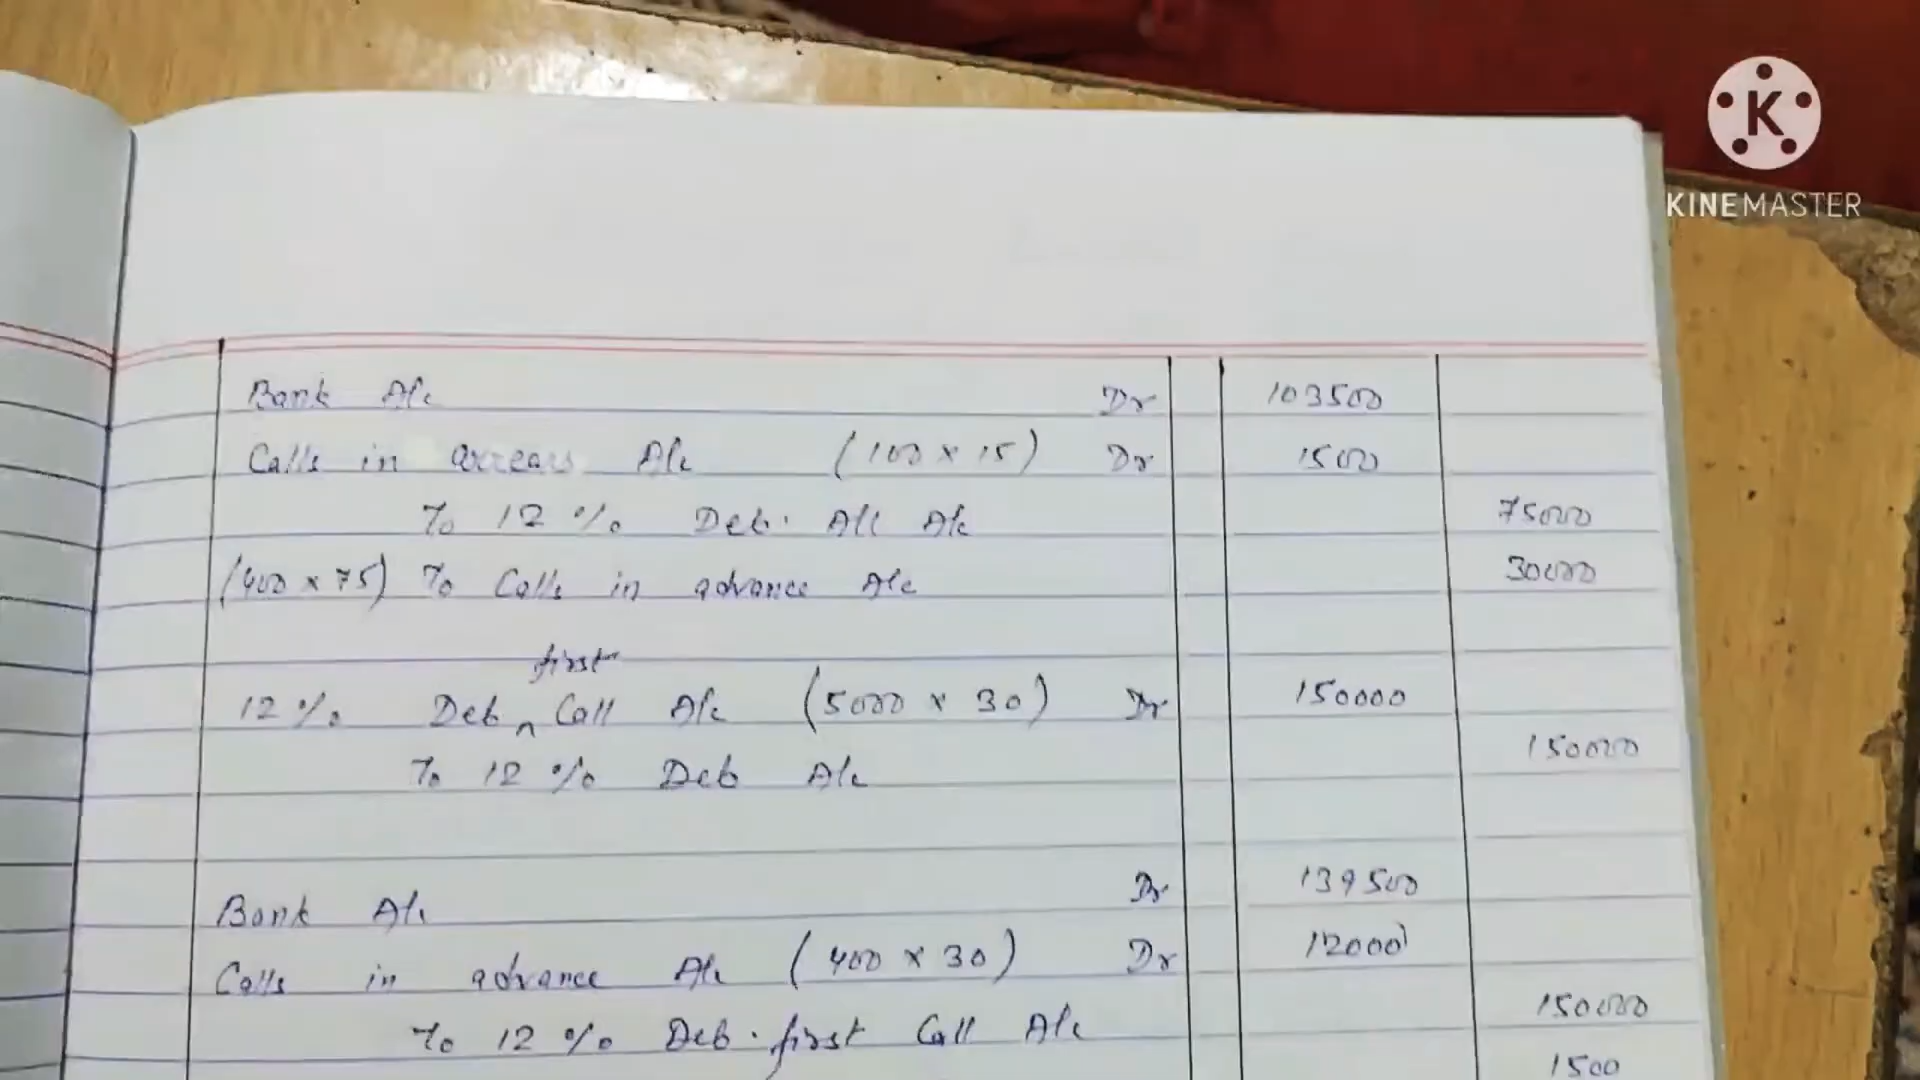 K
KINEMASTER
Bank A/c Dr 103500
Calls in arrears A/c (100 x 15) Dr 1500
To 12 % Deb. All A/c 75000
(400 x 75) To Calls in advance A/c 30000
first
12 % Deb ^ Call A/c (5000 x 30) Dr 150000
To 12 % Deb A/c 150000
Bank A/c Dr 139500
Calls in advance A/c (400 x 30) Dr 12000
To 12 % Deb. first Call A/c 150000
1500